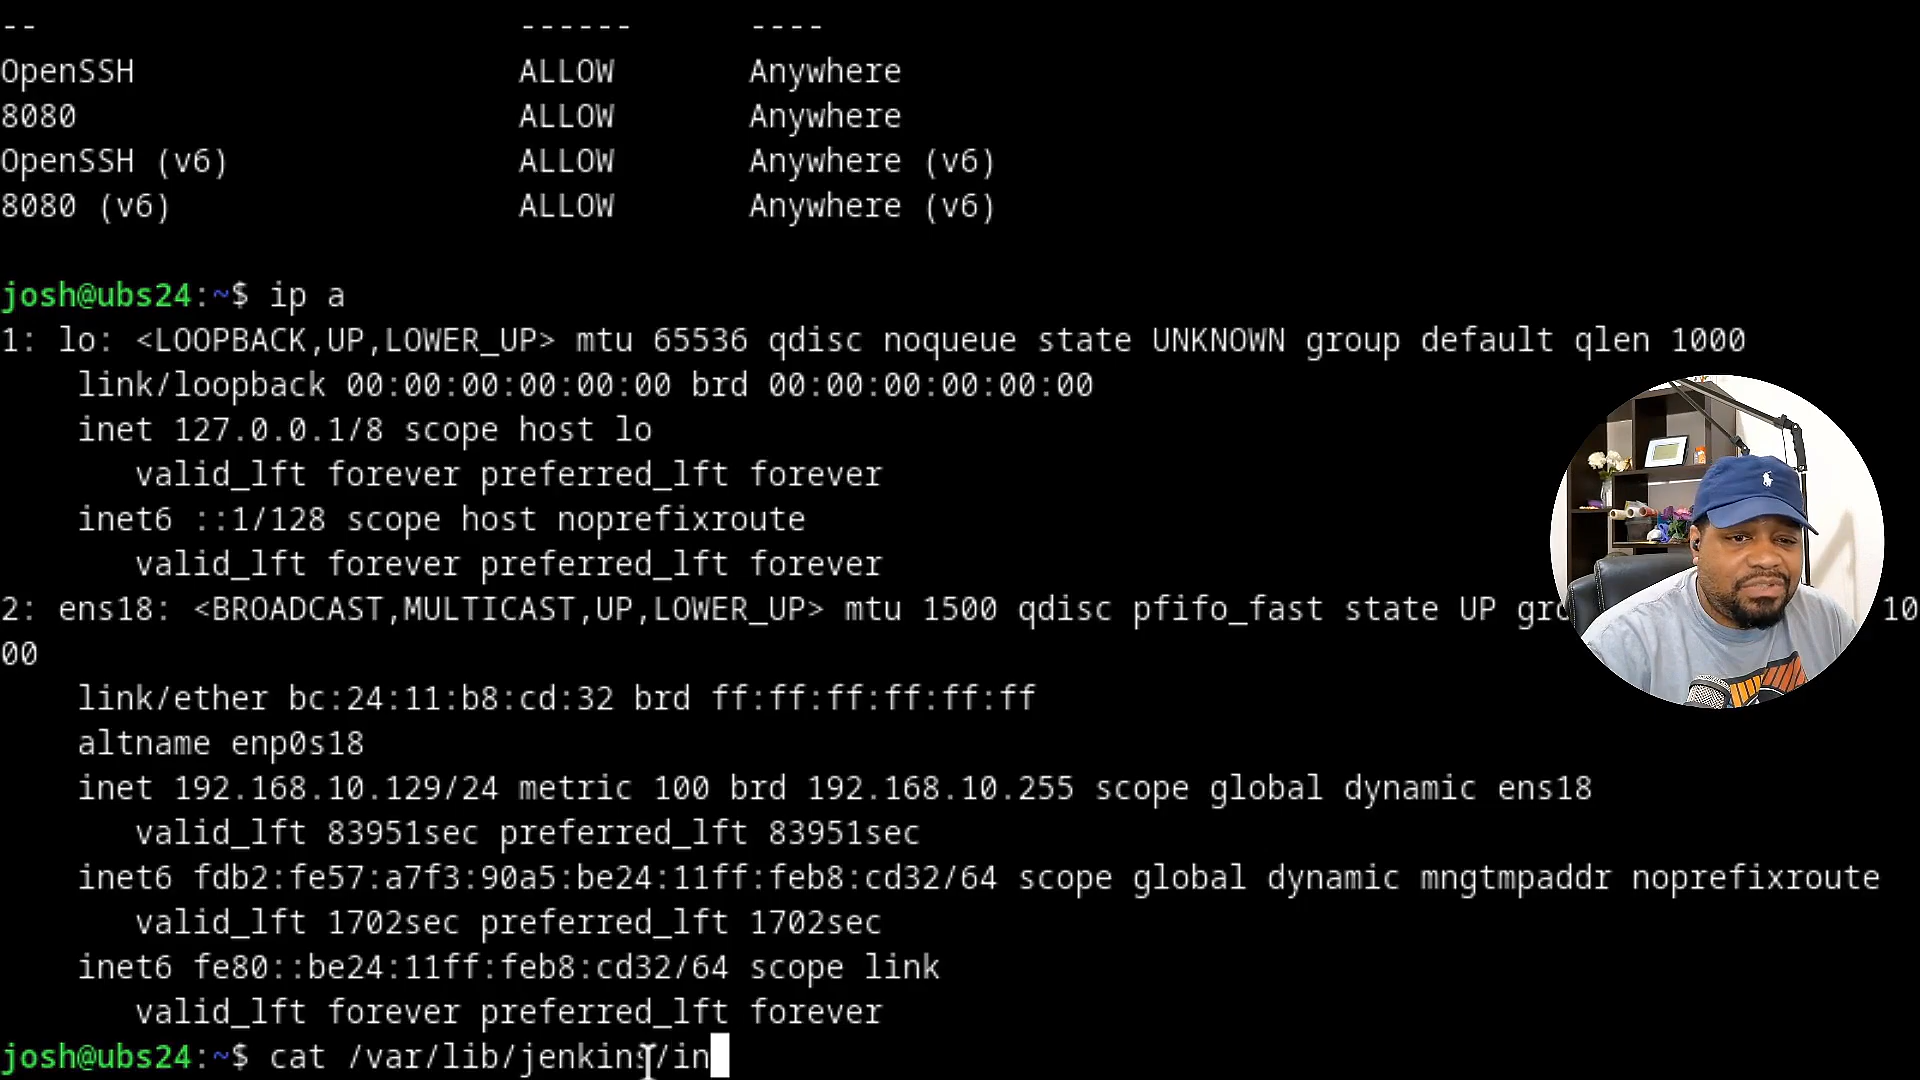 -- ------ ----
OpenSSH ALLOW Anywhere
8080 ALLOW Anywhere
OpenSSH (v6) ALLOW Anywhere (v6)
8080 (v6) ALLOW Anywhere (v6)
josh@ubs24:~$ ip a
1: lo: <LOOPBACK,UP,LOWER_UP> mtu 65536 qdisc noqueue state UNKNOWN group default qlen 1000
link/loopback 00:00:00:00:00:00 brd 00:00:00:00:00:00
inet 127.0.0.1/8 scope host lo
valid_lft forever preferred_lft forever
inet6 ::1/128 scope host noprefixroute
valid_lft forever preferred_lft forever
2: ens18: <BROADCAST,MULTICAST,UP,LOWER_UP> mtu 1500 qdisc pfifo_fast state UP 10
00
link/ether bc:24:11:b8:cd:32 brd ff:ff:ff:ff:ff:ff
altname enp0s18
inet 192.168.10.129/24 metric 100 brd 192.168.10.255 scope global dynamic ens18
valid_lft 83951sec preferred_lft 83951sec
inet6 fdb2:fe57:a7f3:90a5:be24:11ff:feb8:cd32/64 scope global dynamic mngtmpaddr noprefixroute
valid_lft 1702sec preferred_lft 1702sec
inet6 fe80::be24:11ff:feb8:cd32/64 scope link
valid_lft forever preferred_lft forever
josh@ubs24:~$ cat /var/lib/jenkins/in